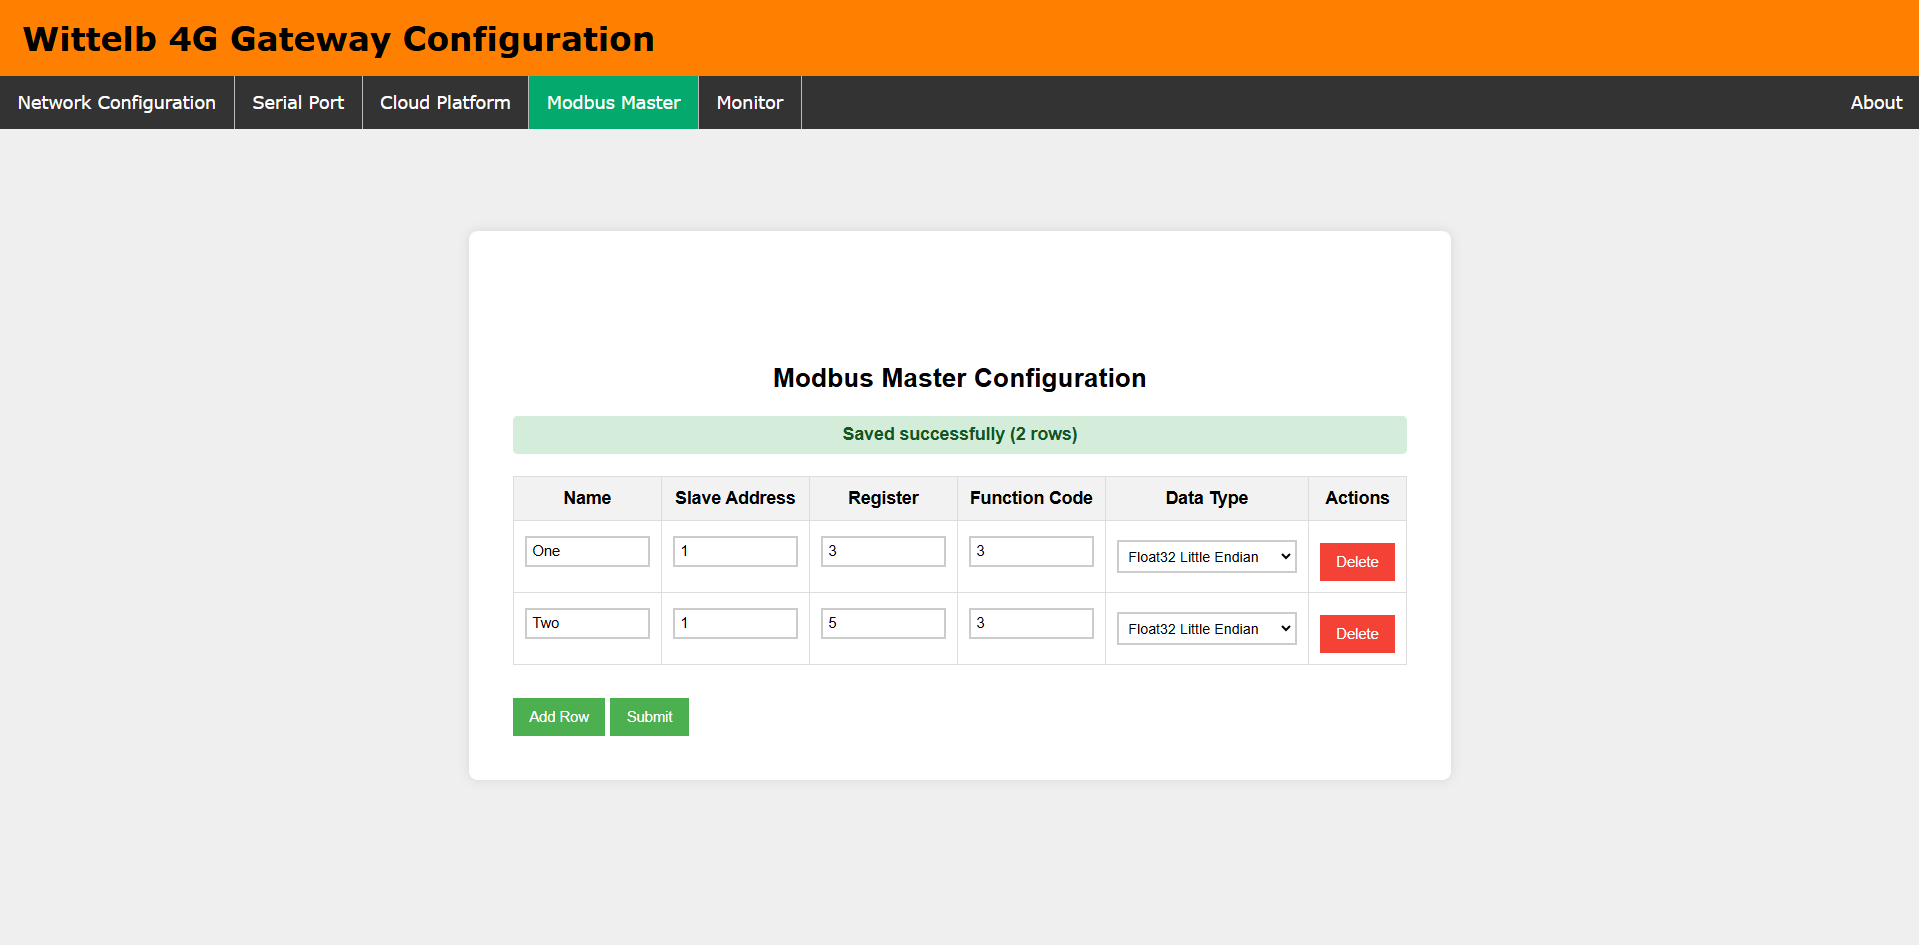 Wittelb 4G Gateway Configuration
Network Configuration Serial Port Cloud Platform Modbus Master Monitor About
Modbus Master Configuration
Saved successfully (2 rows)
Name Slave Address Register Function Code Data Type Actions
One 1 3 3 Float32 Little Endian Delete
Two 1 5 3 Float32 Little Endian Delete
Add Row Submit